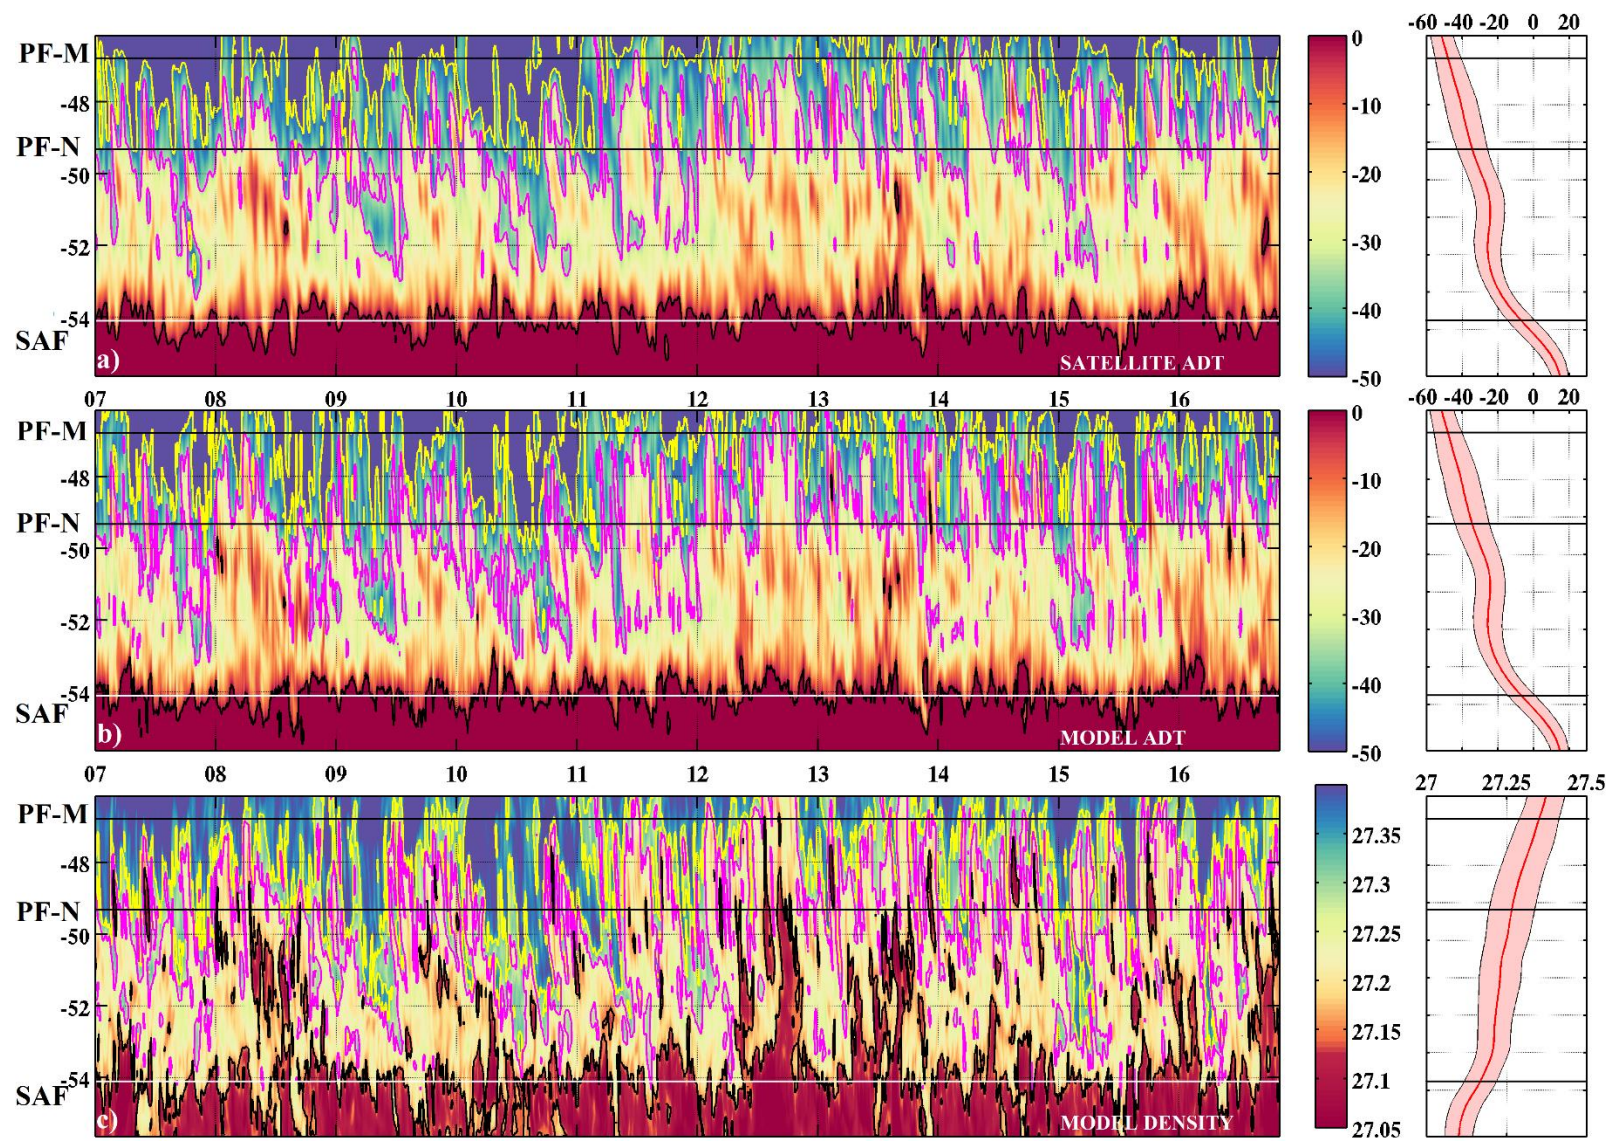 -60 -40 -20 0 20
PF-M
-48
PF-N
-50
-52
-54
SAF
a)
SATELLITE ADT
0
-10
-20
-30
-40
-50
07 08 09 10 11 12 13 14 15 16
-60 -40 -20 0 20
PF-M
-48
PF-N
-50
-52
-54
SAF
b)
MODEL ADT
0
-10
-20
-30
-40
-50
07 08 09 10 11 12 13 14 15 16
27 27.25 27.5
PF-M
-48
PF-N
-50
-52
-54
SAF
c)
MODEL DENSITY
27.35
27.3
27.25
27.2
27.15
27.1
27.05